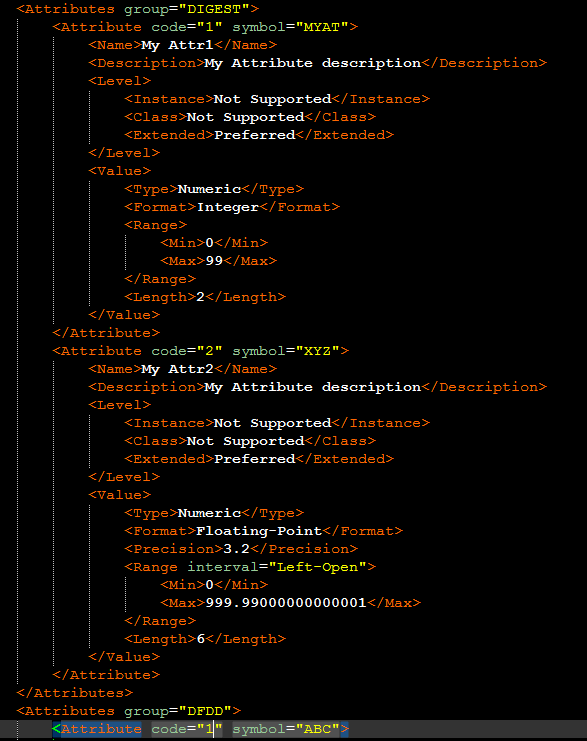 <Attributes group="DIGEST">
<Attribute code="1" symbol="MYAT">
<Name>My Attr1</Name>
<Description>My Attribute description</Description>
<Level>
<Instance>Not Supported</Instance>
<Class>Not Supported</Class>
<Extended>Preferred</Extended>
</Level>
<Value>
<Type>Numeric</Type>
<Format>Integer</Format>
<Range>
<Min>0</Min>
<Max>99</Max>
</Range>
<Length>2</Length>
</Value>
</Attribute>
<Attribute code="2" symbol="XYZ">
<Name>My Attr2</Name>
<Description>My Attribute description</Description>
<Level>
<Instance>Not Supported</Instance>
<Class>Not Supported</Class>
<Extended>Preferred</Extended>
</Level>
<Value>
<Type>Numeric</Type>
<Format>Floating-Point</Format>
<Precision>3.2</Precision>
<Range interval="Left-Open">
<Min>0</Min>
<Max>999.99000000000001</Max>
</Range>
<Length>6</Length>
</Value>
</Attribute>
</Attributes>
<Attributes group="DFDD">
<Attribute code="1" symbol="ABC">